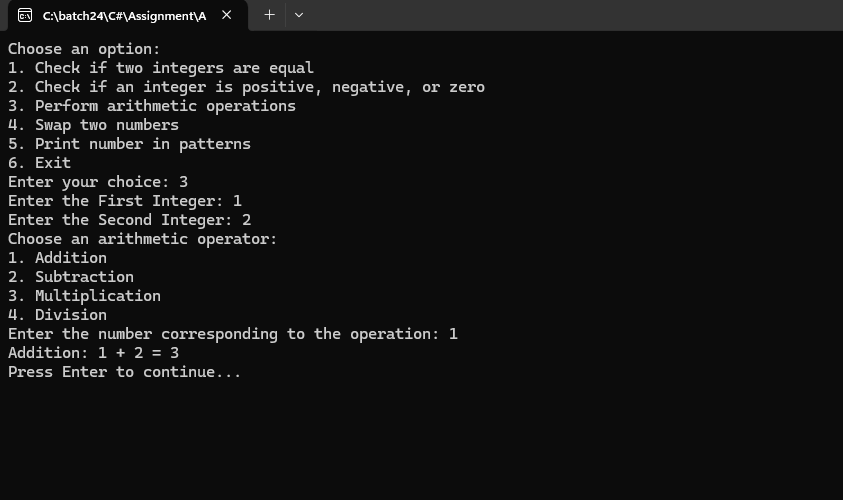 C:\batch24\C#\Assignment\A
Choose an option:
1. Check if two integers are equal
2. Check if an integer is positive, negative, or zero
3. Perform arithmetic operations
4. Swap two numbers
5. Print number in patterns
6. Exit
Enter your choice: 3
Enter the First Integer: 1
Enter the Second Integer: 2
Choose an arithmetic operator:
1. Addition
2. Subtraction
3. Multiplication
4. Division
Enter the number corresponding to the operation: 1
Addition: 1 + 2 = 3
Press Enter to continue...